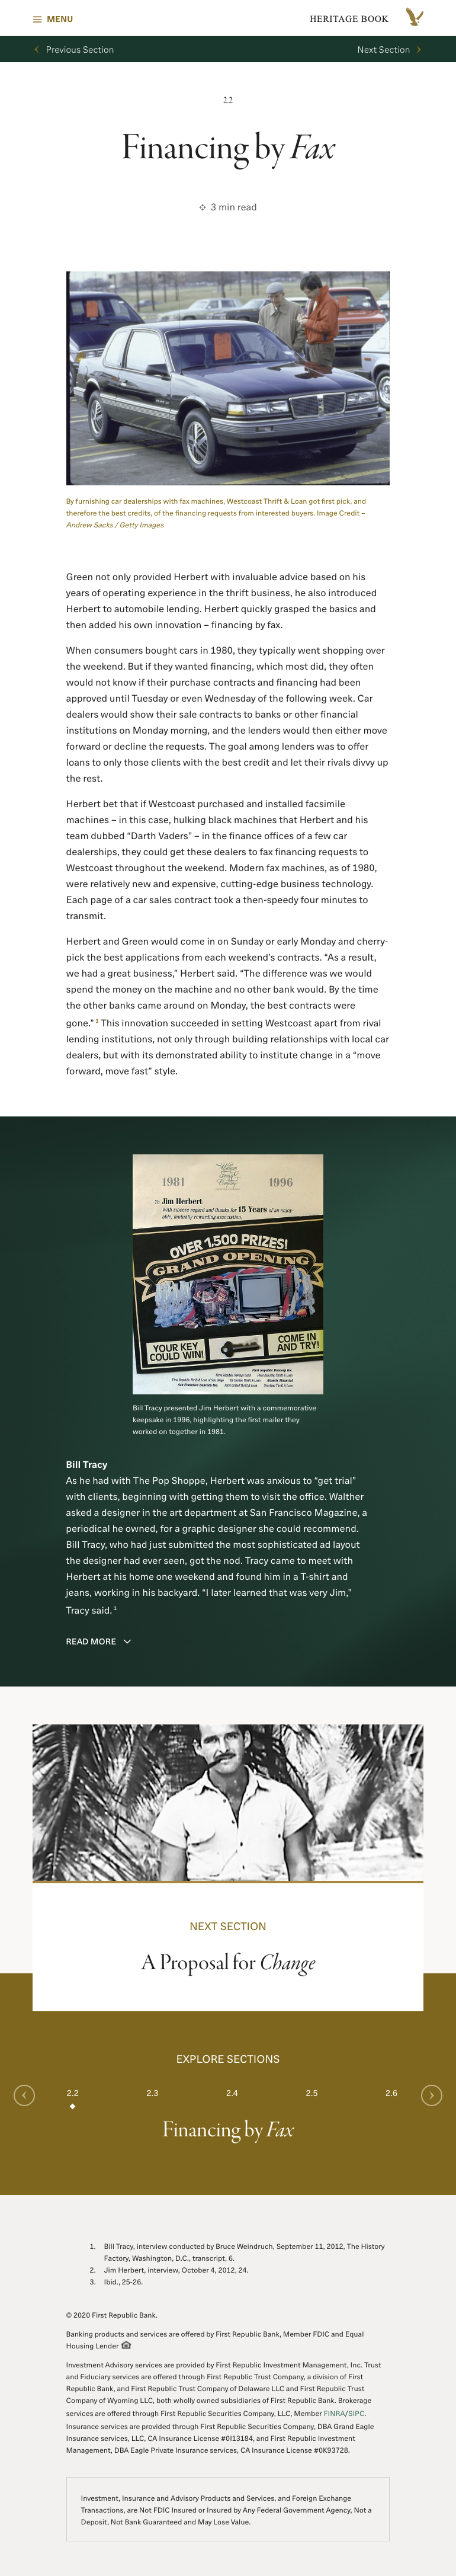 MENU
HERITAGE BOOK
Previous Section
Next Section
2.2
Financing by Fax
3 min read
By furnishing car dealerships with fax machines, Westcoast Thrift & Loan got first pick, and
therefore the best credits, of the financing requests from interested buyers. Image Credit –
Andrew Sacks / Getty Images
Green not only provided Herbert with invaluable advice based on his
years of operating experience in the thrift business, he also introduced
Herbert to automobile lending. Herbert quickly grasped the basics and
then added his own innovation – financing by fax.
When consumers bought cars in 1980, they typically went shopping over
the weekend. But if they wanted financing, which most did, they often
would not know if their purchase contracts and financing had been
approved until Tuesday or even Wednesday of the following week. Car
dealers would show their sale contracts to banks or other financial
institutions on Monday morning, and the lenders would then either move
forward or decline the requests. The goal among lenders was to offer
loans to only those clients with the best credit and let their rivals divvy up
the rest.
Herbert bet that if Westcoast purchased and installed facsimile
machines – in this case, hulking black machines that Herbert and his
team dubbed “Darth Vaders” – in the finance offices of a few car
dealerships, they could get these dealers to fax financing requests to
Westcoast throughout the weekend. Modern fax machines, as of 1980,
were relatively new and expensive, cutting-edge business technology.
Each page of a car sales contract took a then-speedy four minutes to
transmit.
Herbert and Green would come in on Sunday or early Monday and cherry-
pick the best applications from each weekend’s contracts. “As a result,
we had a great business,” Herbert said. “The difference was we would
spend the money on the machine and no other bank would. By the time
the other banks came around on Monday, the best contracts were
gone.” 3 This innovation succeeded in setting Westcoast apart from rival
lending institutions, not only through building relationships with local car
dealers, but with its demonstrated ability to institute change in a “move
forward, move fast” style.
1981
1996
To Jim Herbert
With sincere regard and thanks for 15 Years of an enjoy-
able, mutually rewarding association.
OVER 1,500 PRIZES!
GRAND OPENING
YOUR KEY
COULD WIN!
COME IN
AND TRY!
Bill Tracy presented Jim Herbert with a commemorative
keepsake in 1996, highlighting the first mailer they
worked on together in 1981.
Bill Tracy
As he had with The Pop Shoppe, Herbert was anxious to “get trial”
with clients, beginning with getting them to visit the office. Walther
asked a designer in the art department at San Francisco Magazine, a
periodical he owned, for a graphic designer she could recommend.
Bill Tracy, who had just submitted the most sophisticated ad layout
the designer had ever seen, got the nod. Tracy came to meet with
Herbert at his home one weekend and found him in a T-shirt and
jeans, working in his backyard. “I later learned that was very Jim,”
Tracy said. 1
READ MORE
NEXT SECTION
A Proposal for Change
EXPLORE SECTIONS
2.2 2.3 2.4 2.5 2.6
Financing by Fax
1. Bill Tracy, interview conducted by Bruce Weindruch, September 11, 2012, The History
Factory, Washington, D.C., transcript, 6.
2. Jim Herbert, interview, October 4, 2012, 24.
3. Ibid., 25-26.
© 2020 First Republic Bank.
Banking products and services are offered by First Republic Bank, Member FDIC and Equal
Housing Lender
Investment Advisory services are provided by First Republic Investment Management, Inc. Trust
and Fiduciary services are offered through First Republic Trust Company, a division of First
Republic Bank, and First Republic Trust Company of Delaware LLC and First Republic Trust
Company of Wyoming LLC, both wholly owned subsidiaries of First Republic Bank. Brokerage
services are offered through First Republic Securities Company, LLC, Member FINRA/SIPC.
Insurance services are provided through First Republic Securities Company, DBA Grand Eagle
Insurance services, LLC, CA Insurance License #0I13184, and First Republic Investment
Management, DBA Eagle Private Insurance services, CA Insurance License #0K93728.
Investment, Insurance and Advisory Products and Services, and Foreign Exchange
Transactions, are Not FDIC Insured or Insured by Any Federal Government Agency, Not a
Deposit, Not Bank Guaranteed and May Lose Value.